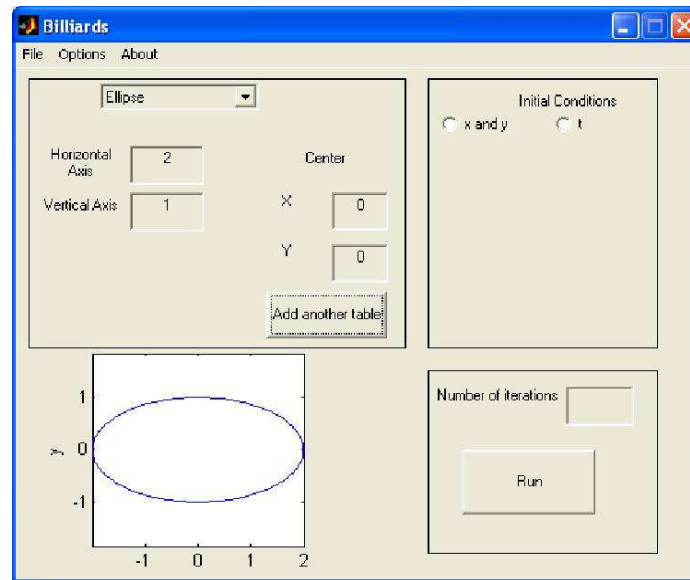 Billiards
File Options About
Ellipse
Horizontal
Axis
2
Vertical Axis
1
Center
X
0
Y
0
Add another table
Initial Conditions
x and y
t
Number of iterations
Run
y
1
0
-1
-1 0 1 2